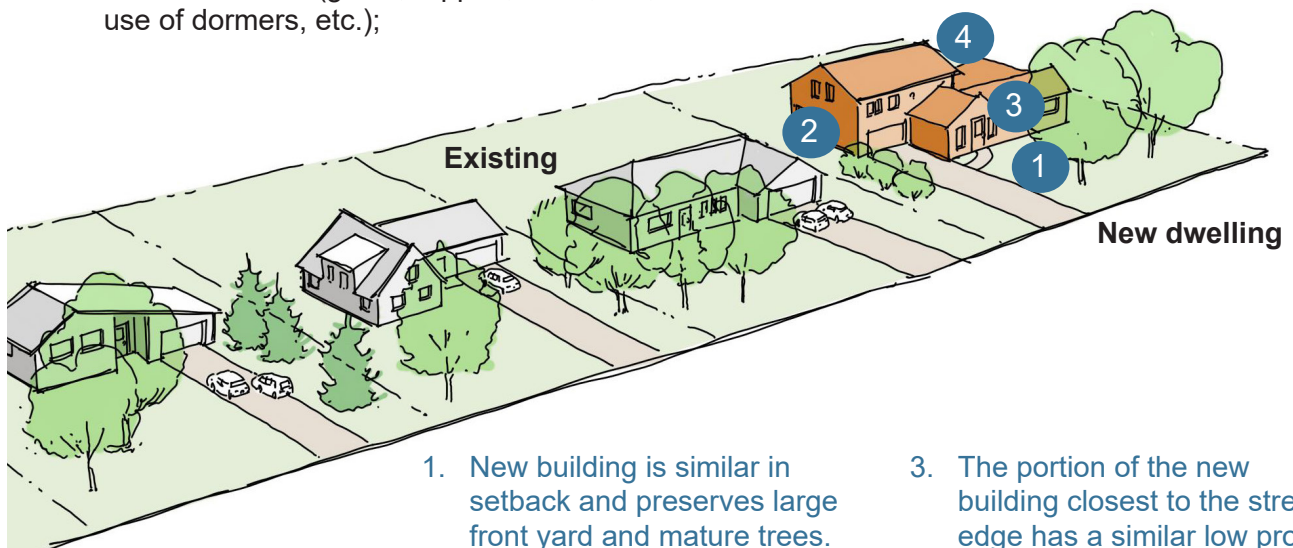 use of dormers, etc.);
4
3
2
Existing
1
New dwelling
1. New building is similar in
setback and preserves large
front yard and mature trees.
3. The portion of the new
building closest to the
edge has a similar low